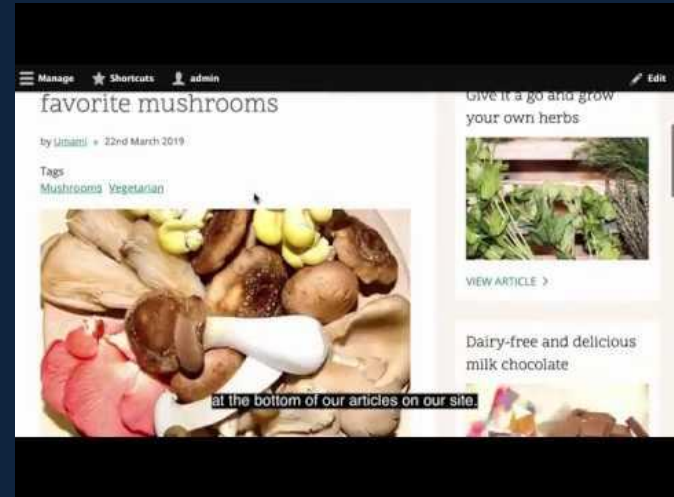 Manage Shortcuts admin Edit
favorite mushrooms
by Umami 22nd March 2019
Tags
Mushrooms Vegetarian
Give it a go and grow
your own herbs
VIEW ARTICLE >
Dairy-free and delicious
milk chocolate
at the bottom of our articles on our site.